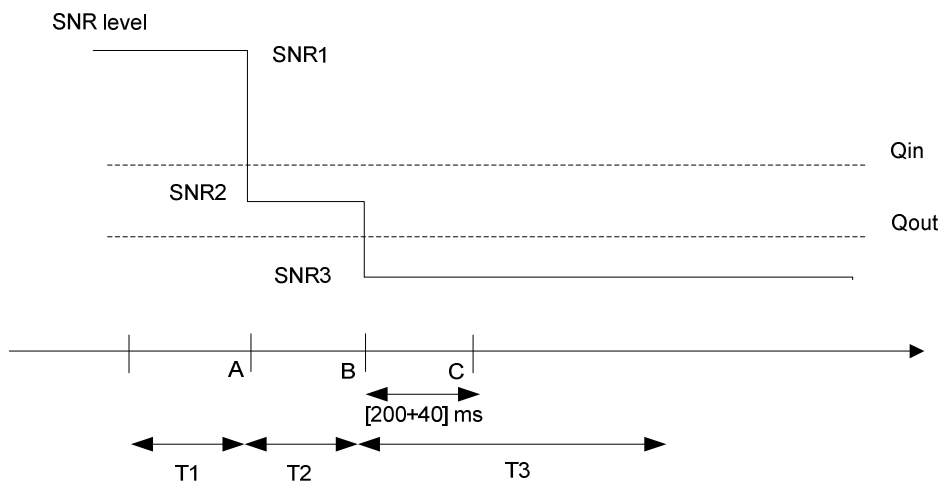 SNR level
SNR1
Qin
SNR2
Qout
SNR3
A
B
C
[200+40] ms
T1
T2
T3